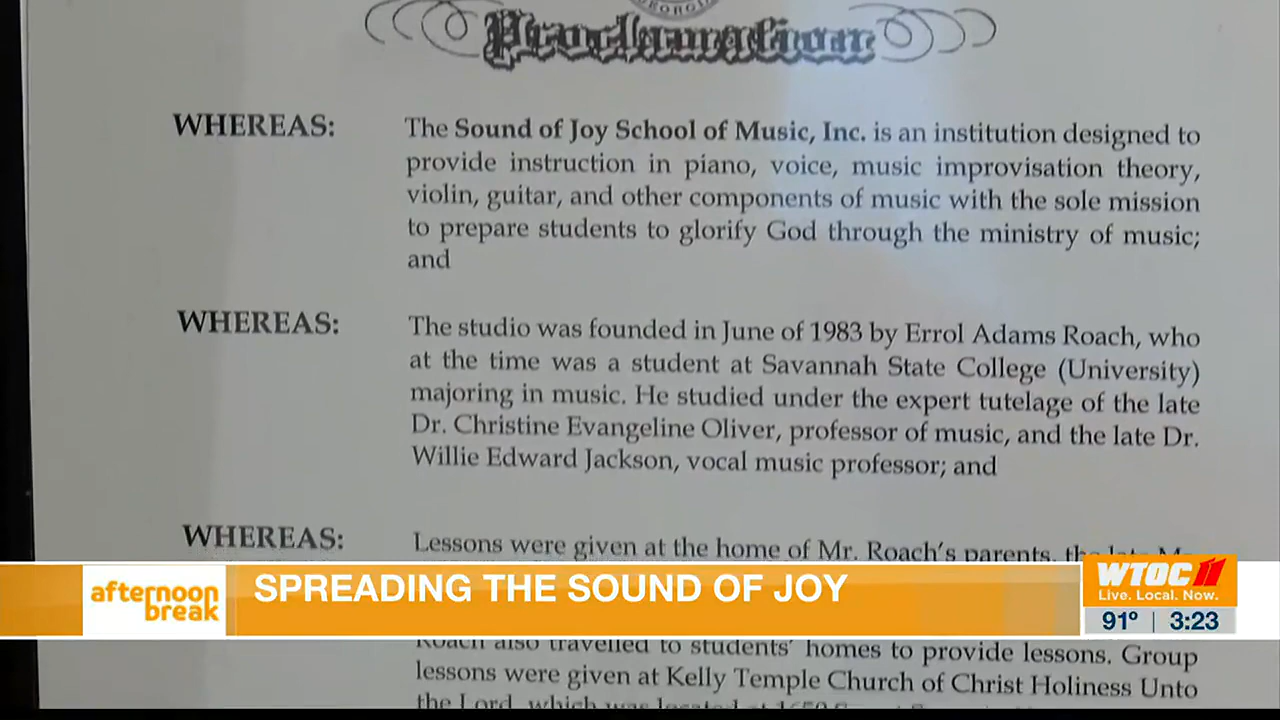 GEORGIA
Proclamation
WHEREAS: The Sound of Joy School of Music, Inc. is an institution designed to
provide instruction in piano, voice, music improvisation theory,
violin, guitar, and other components of music with the sole mission
to prepare students to glorify God through the ministry of music;
and
WHEREAS: The studio was founded in June of 1983 by Errol Adams Roach, who
at the time was a student at Savannah State College (University)
majoring in music. He studied under the expert tutelage of the late
Dr. Christine Evangeline Oliver, professor of music, and the late Dr.
Willie Edward Jackson, vocal music professor; and
WHEREAS: Lessons were given at the home of Mr. Roach's parents, the late
afternoon
break
SPREADING THE SOUND OF JOY
WTOC 11
Live. Local. Now.
91° | 3:23
Roach also travelled to students' homes to provide lessons. Group
lessons were given at Kelly Temple Church of Christ Holiness Unto
the Lord, which was located at